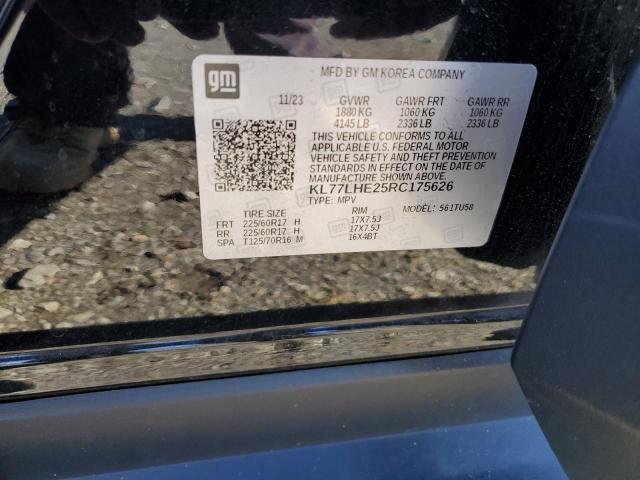 gm
MFD BY GM KOREA COMPANY
11/23 GVWR GAWR FRT GAWR RR
1880 KG 1060 KG 1060 KG
4145 LB 2336 LB 2336 LB
THIS VEHICLE CONFORMS TO ALL
APPLICABLE U.S. FEDERAL MOTOR
VEHICLE SAFETY AND THEFT PREVENTION
STANDARDS IN EFFECT ON THE DATE OF
MANUFACTURE SHOWN ABOVE.
KL77LHE25RC175626
TYPE: MPV MODEL: 561TU58
TIRE SIZE RIM
FRT 225/60R17 H 17X7.5J
RR 225/60R17 H 17X7.5J
SPA T125/70R16 M 16X4BT